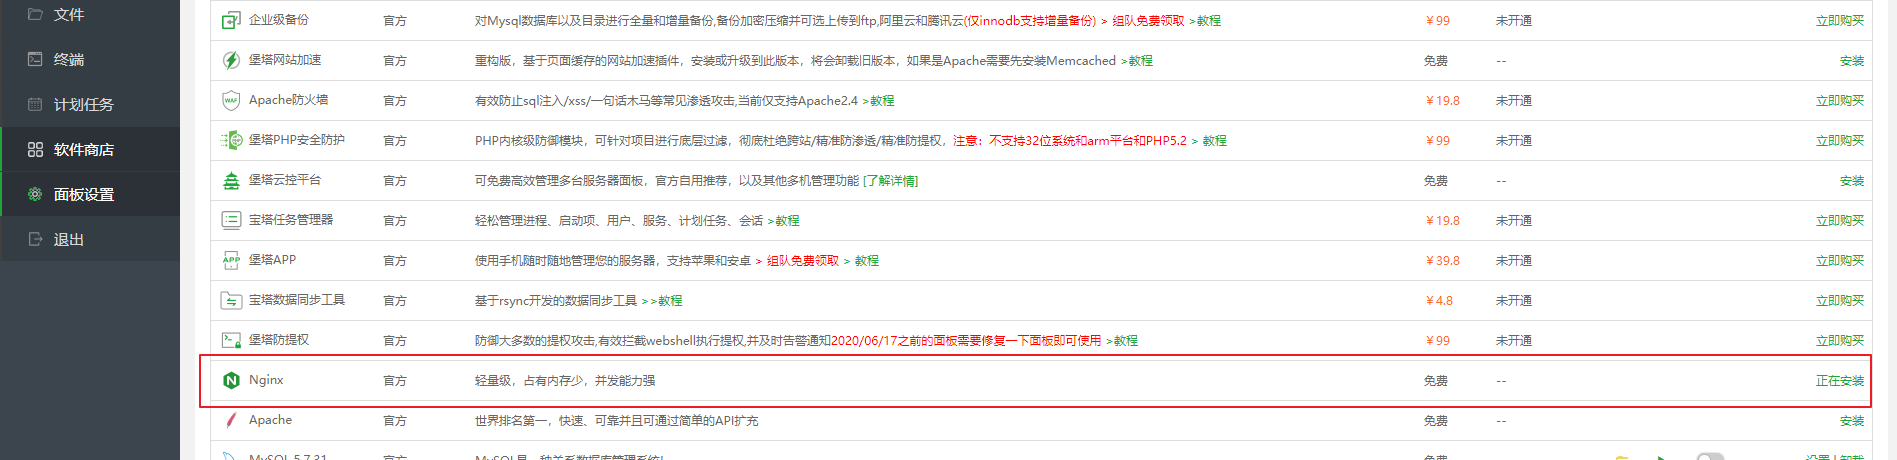 文件
终端
计划任务
软件商店
面板设置
退出
企业级备份 官方 对Mysql数据库以及目录进行全量和增量备份,备份加密压缩并可选上传到ftp,阿里云和腾讯云(仅innodb支持增量备份) > 组队免费领取 >教程 ￥99 未开通 立即购买
堡塔网站加速 官方 重构版，基于页面缓存的网站加速插件，安装或升级到此版本，将会卸载旧版本，如果是Apache需要先安装Memcached >教程 免费 -- 安装
Apache防火墙 官方 有效防止sql注入/xss/一句话木马等常见渗透攻击,当前仅支持Apache2.4 >教程 ￥19.8 未开通 立即购买
堡塔PHP安全防护 官方 PHP内核级防御模块，可针对项目进行底层过滤，彻底杜绝跨站/精准防渗透/精准防提权，注意：不支持32位系统和arm平台和PHP5.2 > 教程 ￥99 未开通 立即购买
堡塔云控平台 官方 可免费高效管理多台服务器面板，官方自用推荐，以及其他多机管理功能 [了解详情] 免费 -- 安装
宝塔任务管理器 官方 轻松管理进程、启动项、用户、服务、计划任务、会话 >教程 ￥19.8 未开通 立即购买
堡塔APP 官方 使用手机随时随地管理您的服务器，支持苹果和安卓 > 组队免费领取 > 教程 ￥39.8 未开通 立即购买
宝塔数据同步工具 官方 基于rsync开发的数据同步工具 >>教程 ￥4.8 未开通 立即购买
堡塔防提权 官方 防御大多数的提权攻击,有效拦截webshell执行提权,并及时告警通知2020/06/17之前的面板需要修复一下面板即可使用 >教程 ￥99 未开通 立即购买
Nginx 官方 轻量级，占有内存少，并发能力强 免费 -- 正在安装
Apache 官方 世界排名第一，快速、可靠并且可通过简单的API扩充 免费 -- 安装
MySQL 5.7.31 官方 MySQL是一种关系数据库管理系统! 免费 设置 | 卸载